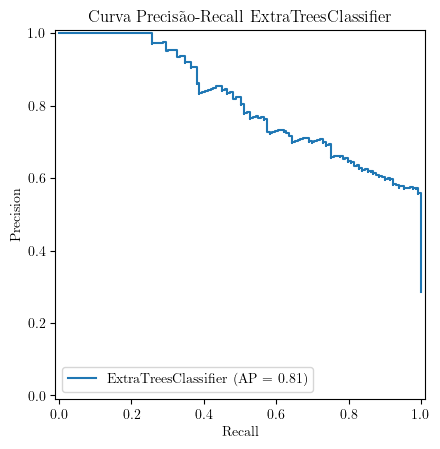 Curva Precisão-Recall ExtraTreesClassifier
1.0
0.8
0.6
0.4
0.2
0.0
Precision
ExtraTreesClassifier (AP = 0.81)
0.0 0.2 0.4 0.6 0.8 1.0
Recall